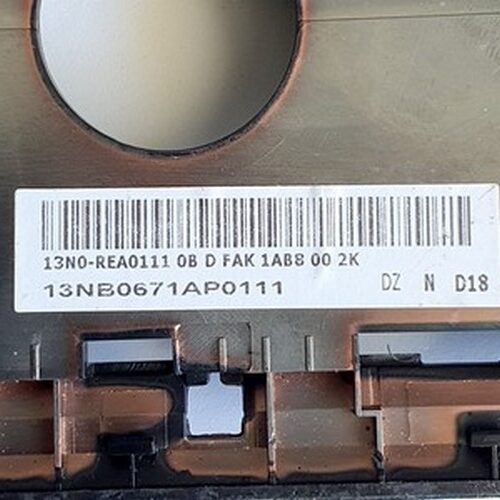 13N0-REA0111 0B D FAK 1AB8 00 2K
13NB0671AP0111 DZ N D18